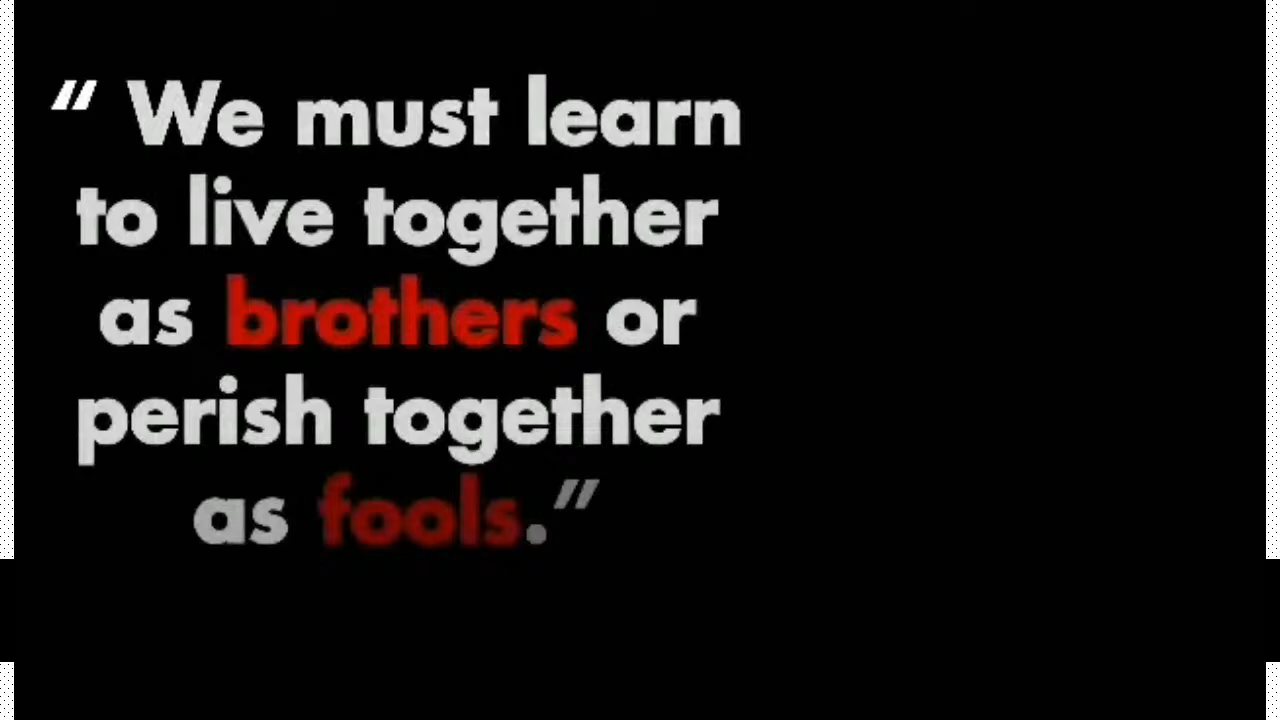 “ We must learn
to live together
as brothers or
perish together
as fools.”